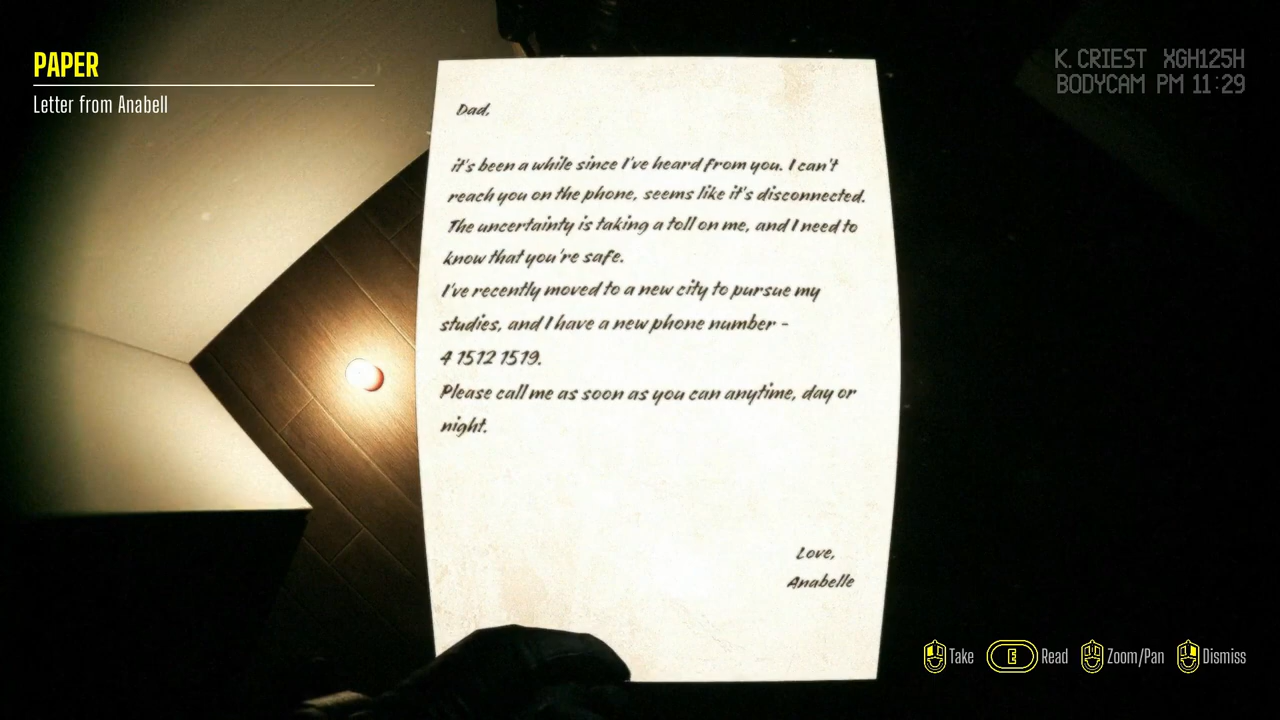 PAPER
Letter from Anabell
K. CRIEST XGH125H
BODYCAM PM 11:29
Dad,
it's been a while since I've heard from you. I can't
reach you on the phone, seems like it's disconnected.
The uncertainty is taking a toll on me, and I need to
know that you're safe.
I've recently moved to a new city to pursue my
studies, and I have a new phone number -
4 1512 1519.
Please call me as soon as you can anytime, day or
night.
Love,
Anabelle
Take E Read Zoom/Pan Dismiss